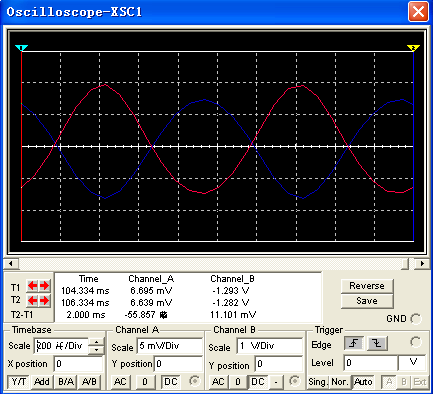 Oscilloscope-XSC1
1
2
Time Channel_A Channel_B
T1 104.334 ms 6.695 mV -1.293 V
T2 106.334 ms 6.639 mV -1.282 V
T2-T1 2.000 ms -55.857 11.101 mV
Reverse
Save
GND
Timebase
Scale 200 /Div
X position 0
Y/T Add B/A A/B
Channel A
Scale 5 mV/Div
Y position 0
AC 0 DC
Channel B
Scale 1 V/Div
Y position 0
AC 0 DC -
Trigger
Edge
Level 0 V
Sing. Nor. Auto A B Ext